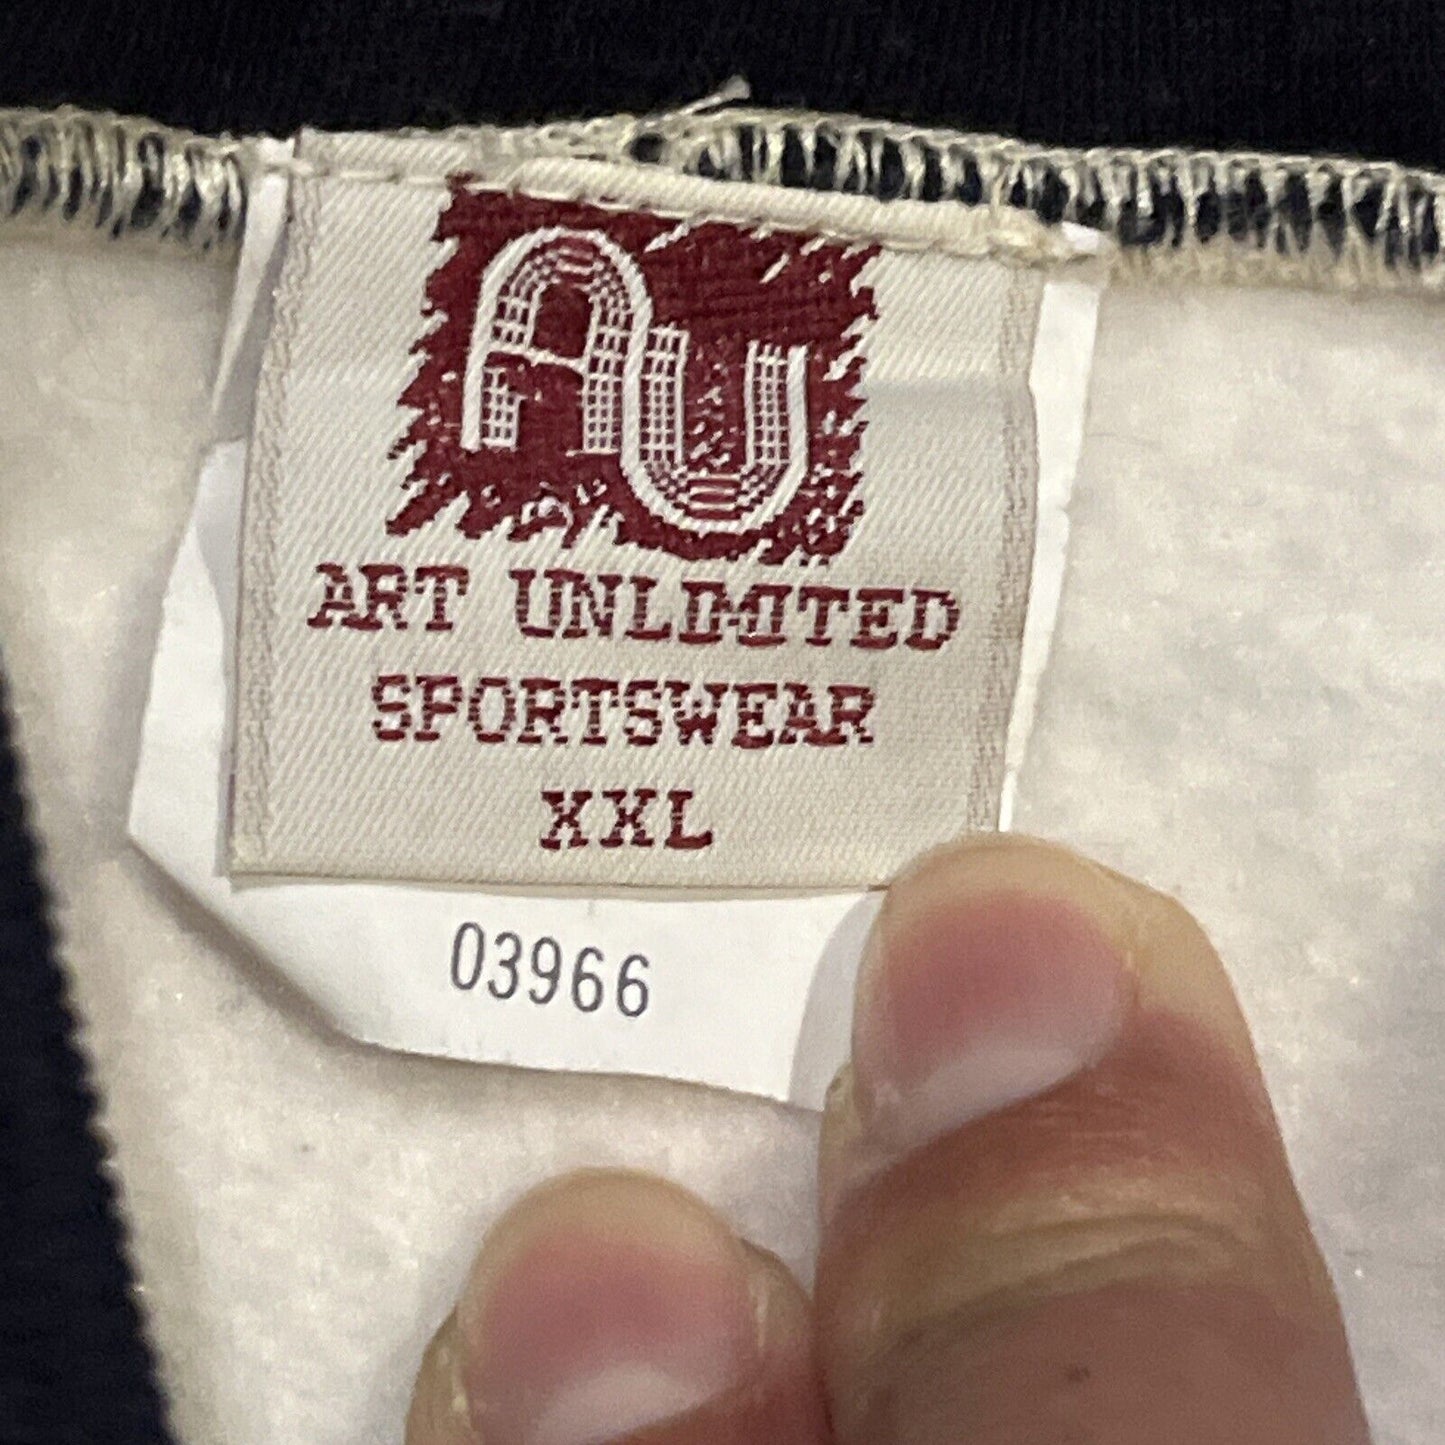 AU
ART UNLIMITED
SPORTSWEAR
XXL
03966